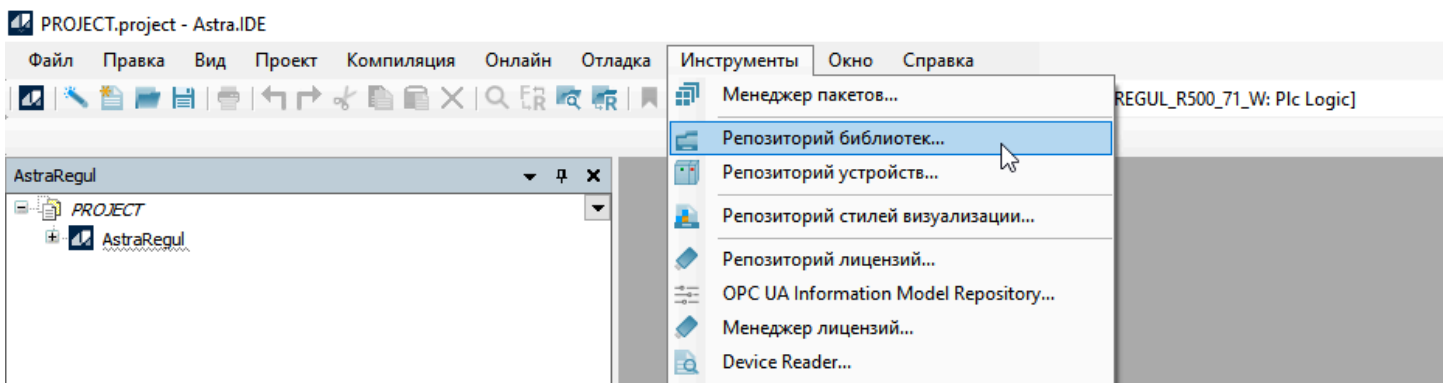 PROJECT.project - Astra.IDE
Файл Правка Вид Проект Компиляция Онлайн Отладка Инструменты Окно Справка
Менеджер пакетов...
REGUL_R500_71_W: Plc Logic]
Репозиторий библиотек...
AstraRegul
Репозиторий устройств...
PROJECT
Репозиторий стилей визуализации...
AstraRegul
Репозиторий лицензий...
OPC UA Information Model Repository...
Менеджер лицензий...
Device Reader...